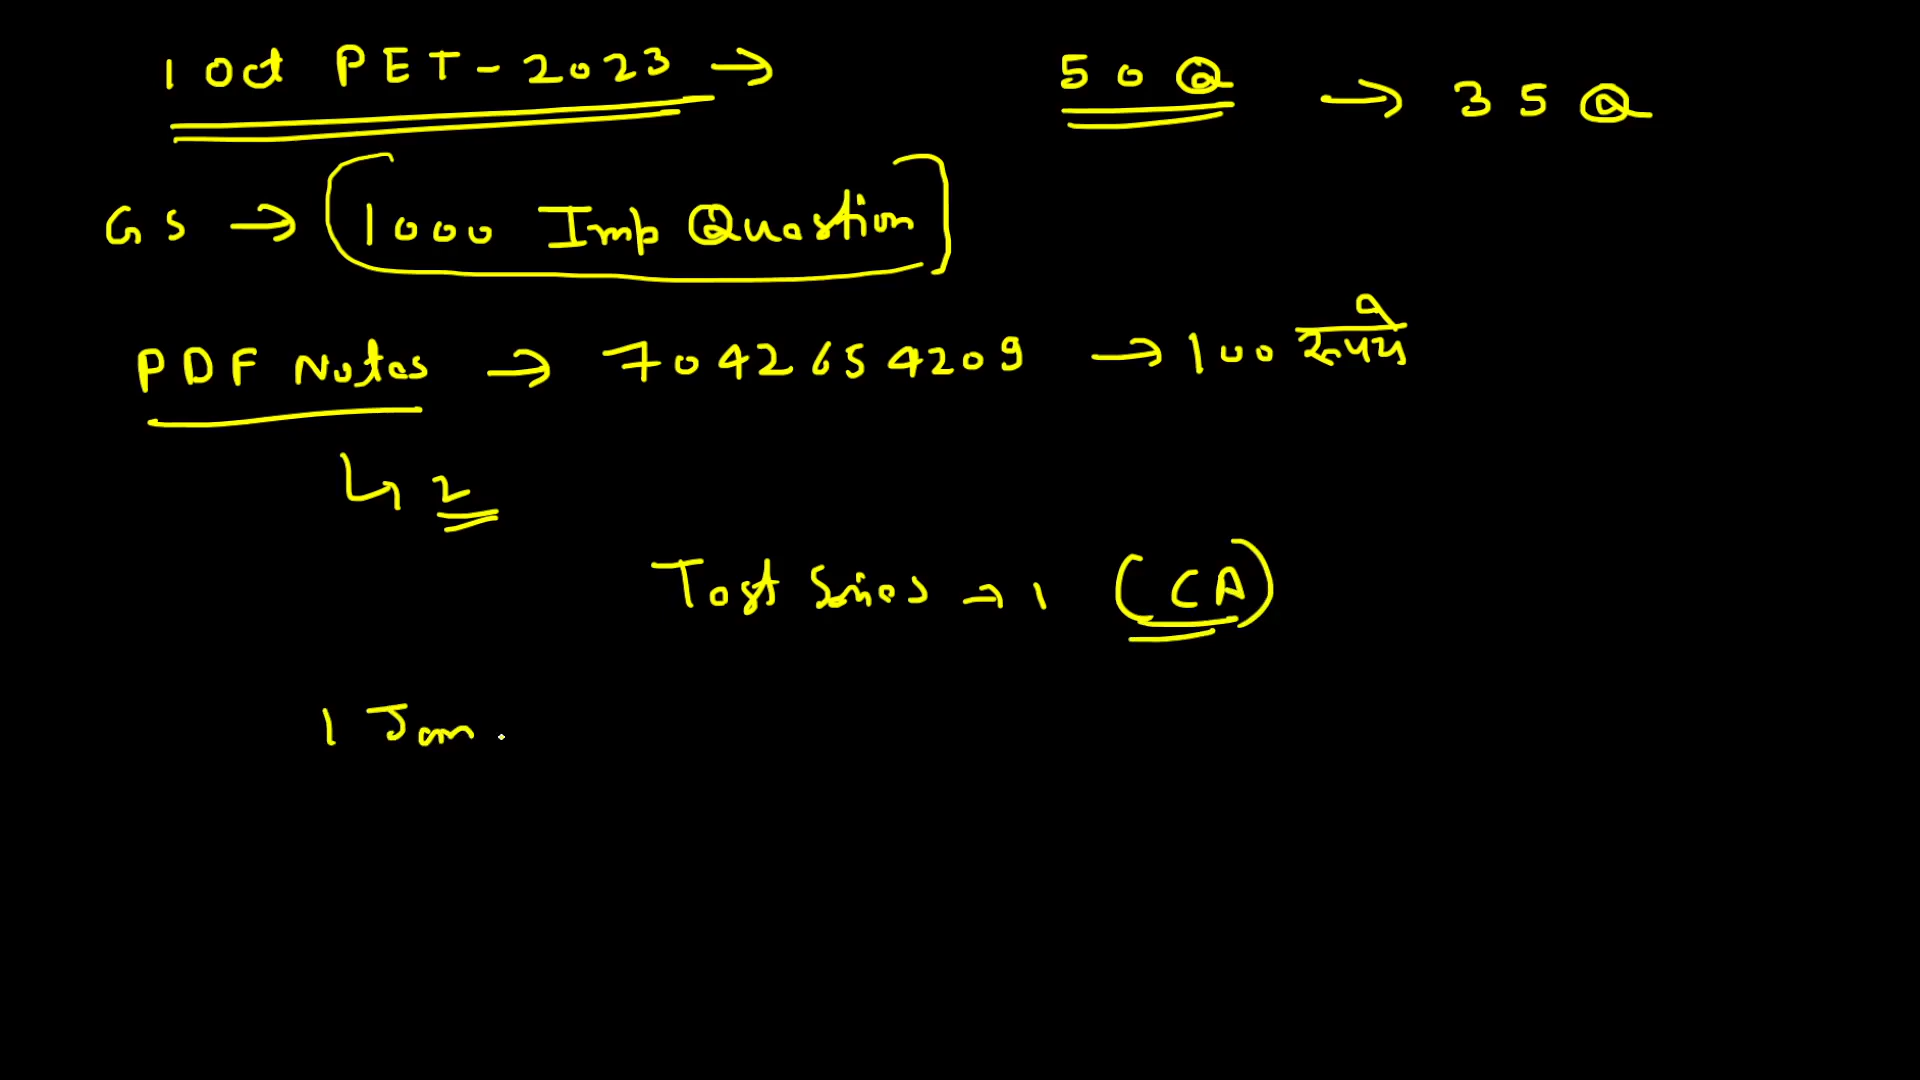 1 Oct PET-2023 → 50 Q → 35 Q
GS → [1000 Imp Question]
PDF Notes → 7042654209 → 100 रूपये
↳ 2
Test Series → 1 (CA)
1 Jan.